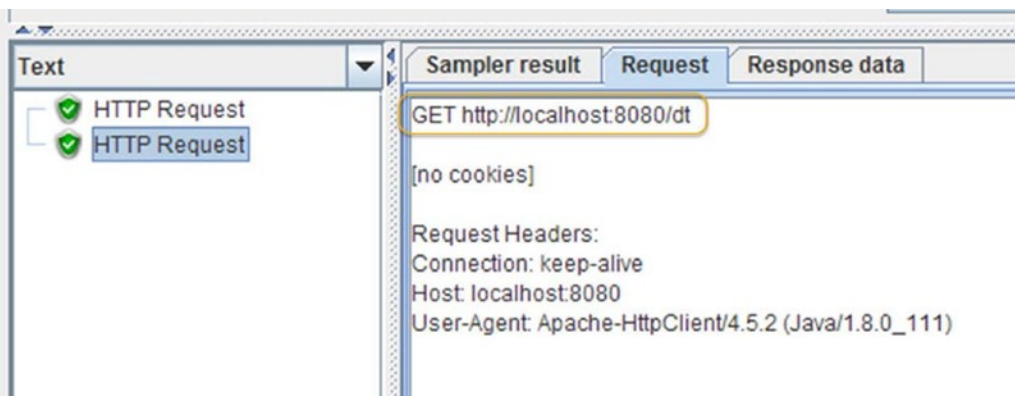 Text
Sampler result Request Response data
HTTP Request
HTTP Request
GET http://localhost:8080/dt
[no cookies]
Request Headers:
Connection: keep-alive
Host: localhost:8080
User-Agent: Apache-HttpClient/4.5.2 (Java/1.8.0_111)